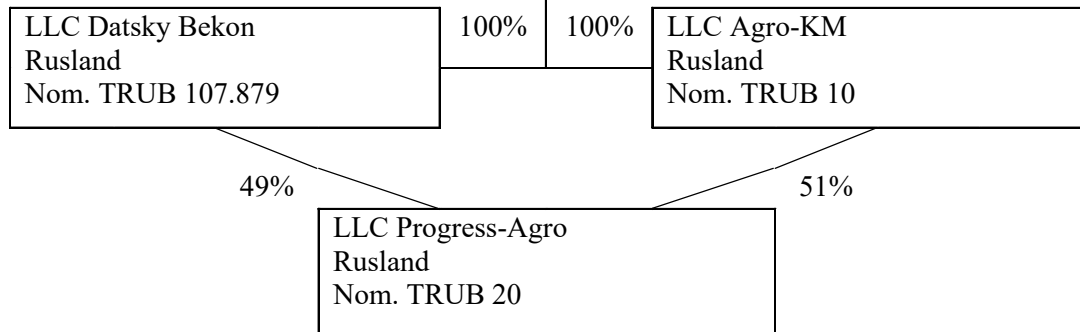 LLC Datsky Bekon
Rusland
Nom. TRUB 107.879
100%
100%
LLC Agro-KM
Rusland
Nom. TRUB 10
49%
51%
LLC Progress-Agro
Rusland
Nom. TRUB 20